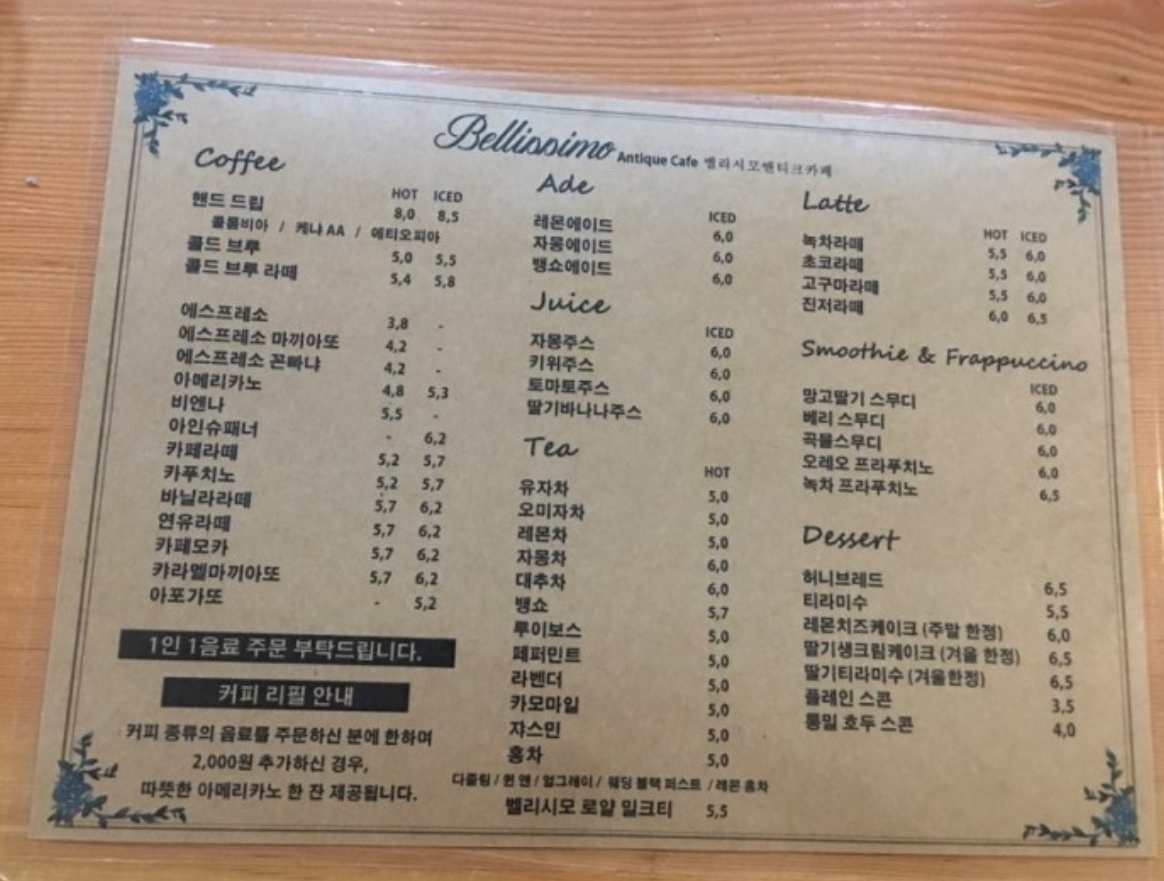 Bellissimo Antique Cafe 벨리시모앤티크카페
Coffee
HOT ICED
핸드 드립 8,0 8,5
콜롬비아 / 케냐 AA / 에티오피아
콜드 브루 5,0 5,5
콜드 브루 라떼 5,4 5,8
에스프레소 3,8 -
에스프레소 마끼아또 4,2 -
에스프레소 꼰빠냐 4,2 -
아메리카노 4,8 5,3
비엔나 5,5 -
아인슈패너 - 6,2
카페라떼 5,2 5,7
카푸치노 5,2 5,7
바닐라라떼 5,7 6,2
연유라떼 5,7 6,2
카페모카 5,7 6,2
캬라멜마끼아또 5,7 6,2
아포가또 - 5,2
1인 1음료 주문 부탁드립니다.
커피 리필 안내
커피 종류의 음료를 주문하신 분에 한하며
2,000원 추가하신 경우,
따뜻한 아메리카노 한 잔 제공됩니다.
Ade
ICED
레몬에이드 6,0
자몽에이드 6,0
뱅쇼에이드 6,0
Juice
ICED
자몽주스 6,0
키위주스 6,0
토마토주스 6,0
딸기바나나주스 6,0
Tea
HOT
유자차 5,0
오미자차 5,0
레몬차 5,0
자몽차 6,0
대추차 6,0
뱅쇼 5,7
루이보스 5,0
페퍼민트 5,0
라벤더 5,0
카모마일 5,0
쟈스민 5,0
홍차 5,0
다즐링 / 퀸 앤 / 얼그레이 / 웨딩 블랙 퍼스트 / 레몬 홍차
벨리시모 로얄 밀크티 5,5
Latte
HOT ICED
녹차라떼 5,5 6,0
초코라떼 5,5 6,0
고구마라떼 5,5 6,0
진저라떼 6,0 6,5
Smoothie & Frappuccino
ICED
망고딸기 스무디 6,0
베리 스무디 6,0
곡물스무디 6,0
오레오 프라푸치노 6,0
녹차 프라푸치노 6,5
Dessert
허니브레드 6,5
티라미수 5,5
레몬치즈케이크 (주말 한정) 6,0
딸기생크림케이크 (겨울 한정) 6,5
딸기티라미수 (겨울한정) 6,5
플레인 스콘 3,5
통밀 호두 스콘 4,0